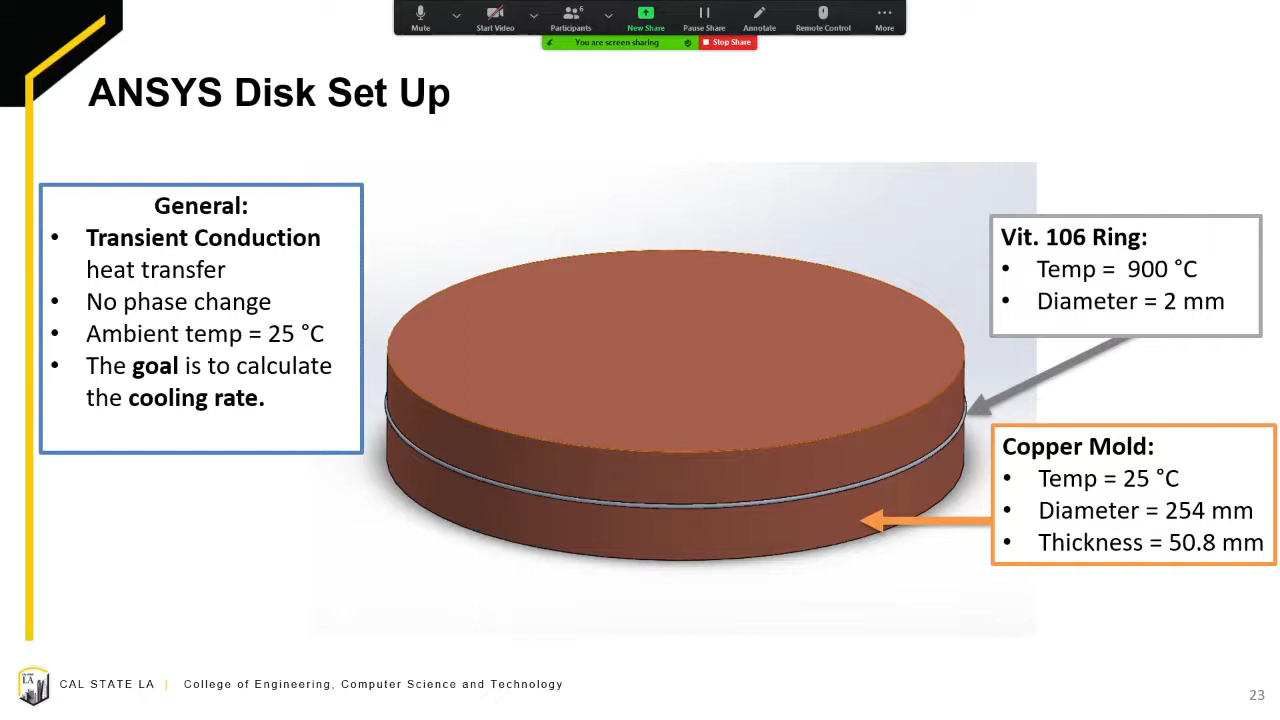 Mute
Start Video
6
Participants
New Share
Pause Share
Annotate
Remote Control
More
You are screen sharing
Stop Share
ANSYS Disk Set Up
General:
• Transient Conduction
heat transfer
• No phase change
• Ambient temp = 25 °C
• The goal is to calculate
the cooling rate.
Vit. 106 Ring:
• Temp = 900 °C
• Diameter = 2 mm
Copper Mold:
• Temp = 25 °C
• Diameter = 254 mm
• Thickness = 50.8 mm
LA
CAL STATE LA | College of Engineering, Computer Science and Technology
23